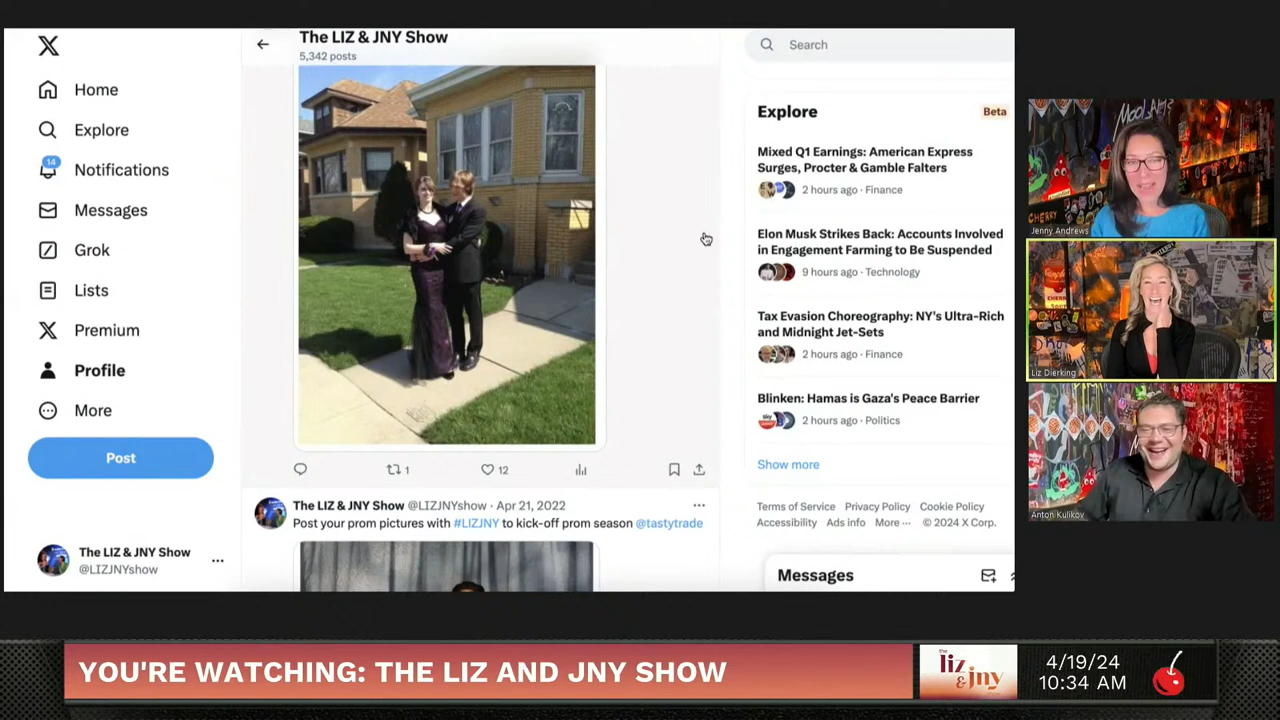 The LIZ & JNY Show
5,342 posts
Search
Home
Explore
14
Notifications
Messages
Grok
Lists
Premium
Profile
More
Post
The LIZ & JNY Show
@LIZJNYshow
1
12
The LIZ & JNY Show @LIZJNYshow · Apr 21, 2022
Post your prom pictures with #LIZJNY to kick-off prom season @tastytrade
Explore
Beta
Mixed Q1 Earnings: American Express
Surges, Procter & Gamble Falters
2 hours ago · Finance
Elon Musk Strikes Back: Accounts Involved
in Engagement Farming to Be Suspended
9 hours ago · Technology
Tax Evasion Choreography: NY's Ultra-Rich
and Midnight Jet-Sets
2 hours ago · Finance
Blinken: Hamas is Gaza's Peace Barrier
2 hours ago · Politics
Show more
Terms of Service Privacy Policy Cookie Policy
Accessibility Ads info More ··· © 2024 X Corp.
Messages
CHERRY
Jenny Andrews
Liz Dierking
Anton Kulikov
YOU'RE WATCHING: THE LIZ AND JNY SHOW
the
liz
& jny
4/19/24
10:34 AM